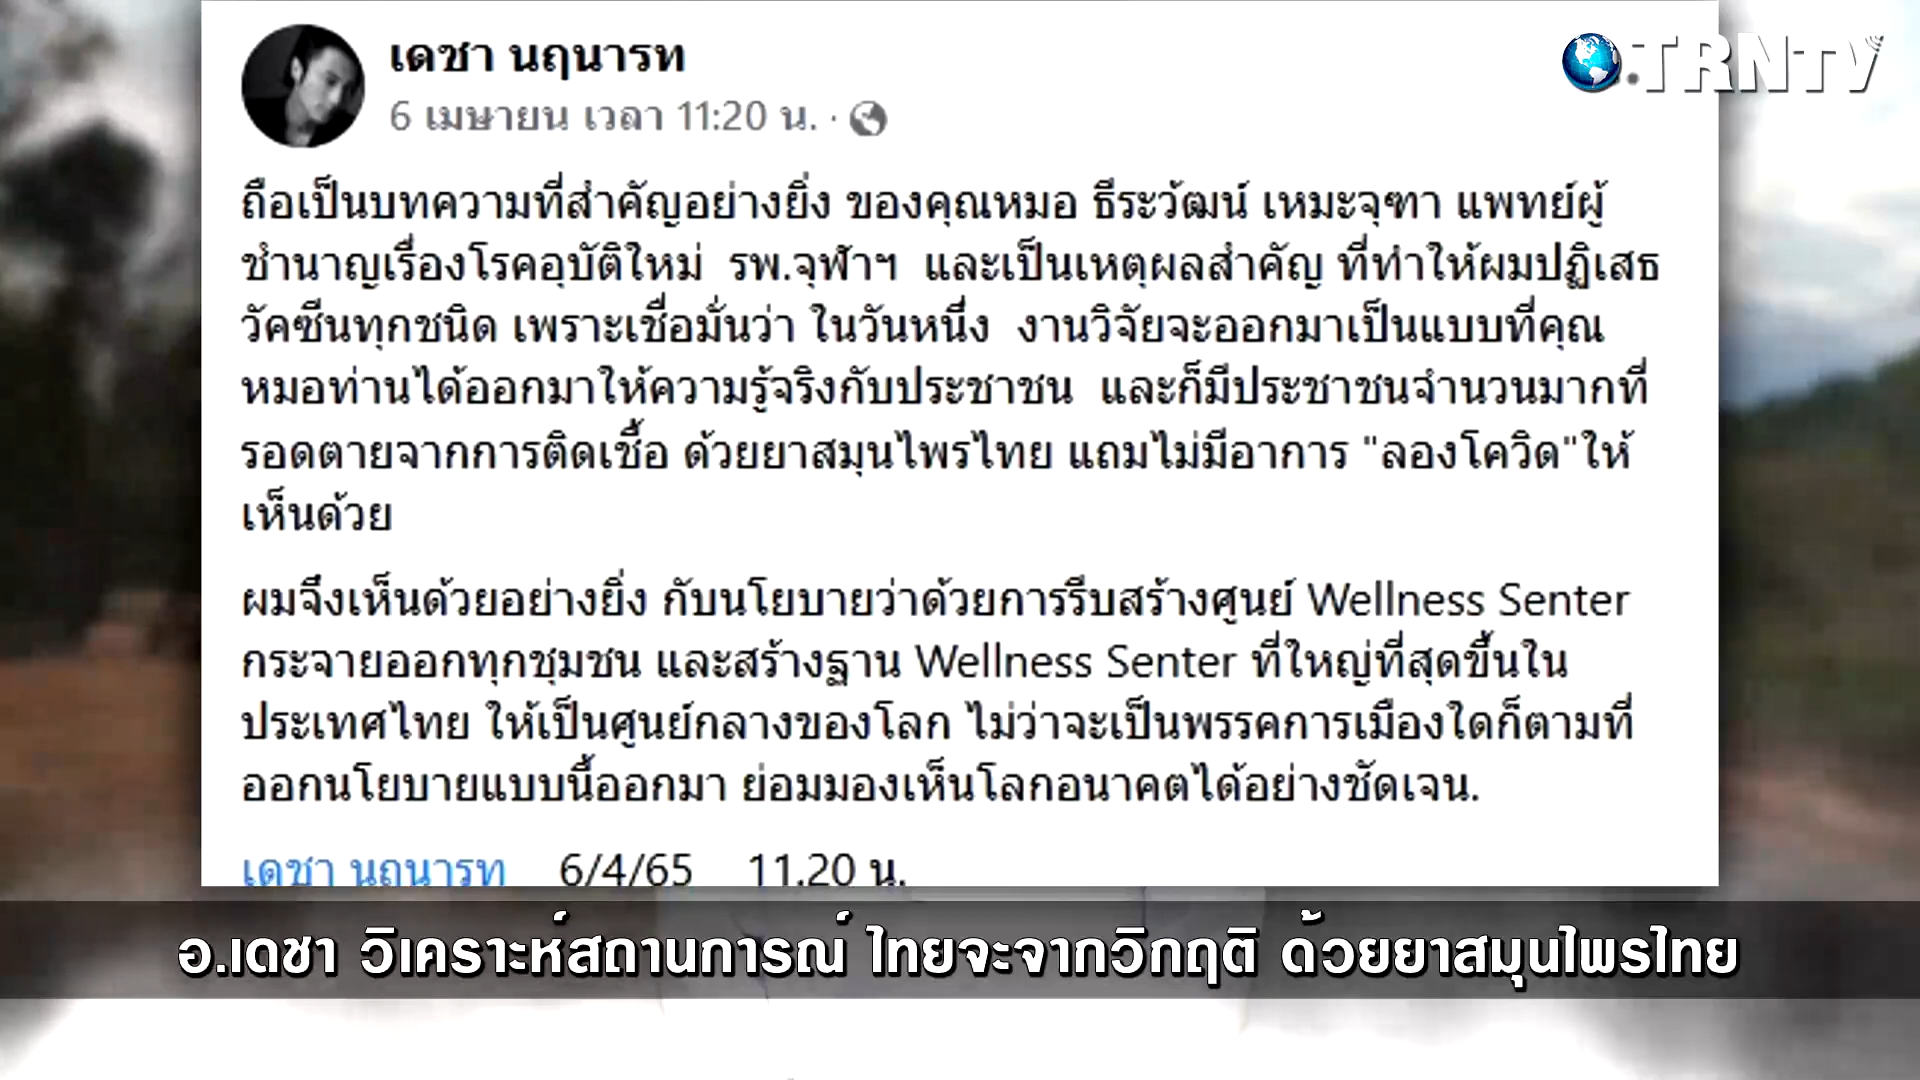 เดชา นฤนารท
6 เมษายน เวลา 11:20 น. ·
TRNTV
ถือเป็นบทความที่สำคัญอย่างยิ่ง ของคุณหมอ ธีระวัฒน์ เหมะจุฑา แพทย์ผู้
ชำนาญเรื่องโรคอุบัติใหม่ รพ.จุฬาฯ และเป็นเหตุผลสำคัญ ที่ทำให้ผมปฏิเสธ
วัคซีนทุกชนิด เพราะเชื่อมั่นว่า ในวันหนึ่ง งานวิจัยจะออกมาเป็นแบบที่คุณ
หมอท่านได้ออกมาให้ความรู้จริงกับประชาชน และก็มีประชาชนจำนวนมากที่
รอดตายจากการติดเชื้อ ด้วยยาสมุนไพรไทย แถมไม่มีอาการ "ลองโควิด"ให้
เห็นด้วย
ผมจึงเห็นด้วยอย่างยิ่ง กับนโยบายว่าด้วยการรีบสร้างศูนย์ Wellness Senter
กระจายออกทุกชุมชน และสร้างฐาน Wellness Senter ที่ใหญ่ที่สุดขึ้นใน
ประเทศไทย ให้เป็นศูนย์กลางของโลก ไม่ว่าจะเป็นพรรคการเมืองใดก็ตามที่
ออกนโยบายแบบนี้ออกมา ย่อมมองเห็นโลกอนาคตได้อย่างชัดเจน.
เดชา นฤนารท 6/4/65 11.20 น.
อ.เดชา วิเคราะห์สถานการณ์ ไทยจะจากวิกฤติ ด้วยยาสมุนไพรไทย